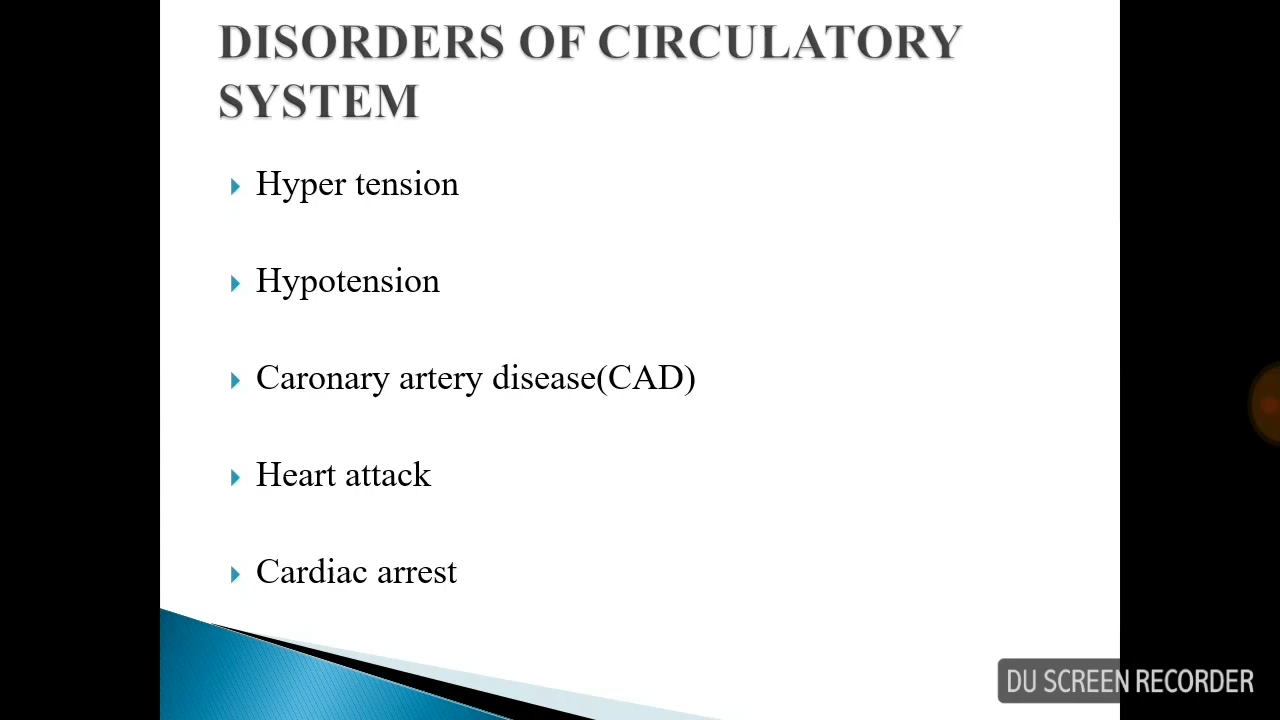 DISORDERS OF CIRCULATORY
SYSTEM
Hyper tension
Hypotension
Caronary artery disease(CAD)
Heart attack
Cardiac arrest
DU SCREEN RECORDER